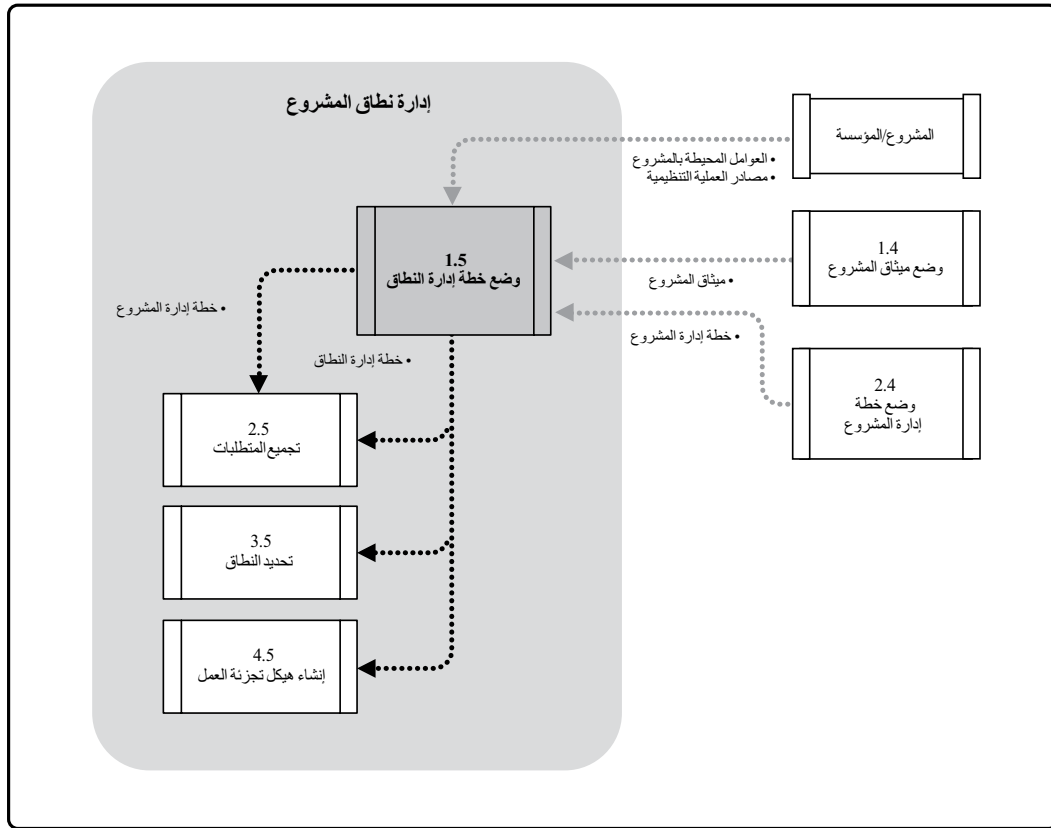 إدارة نطاق المشروع
المشروع/المؤسسة
• العوامل المحيطة بالمشروع
• مصادر العملية التنظيمية
1.4
وضع ميثاق المشروع
• ميثاق المشروع
1.5
وضع خطة إدارة النطاق
• خطة إدارة المشروع
2.4
وضع خطة
إدارة المشروع
• خطة إدارة المشروع
• خطة إدارة النطاق
2.5
تجميع المتطلبات
3.5
تحديد النطاق
4.5
إنشاء هيكل تجزئة العمل